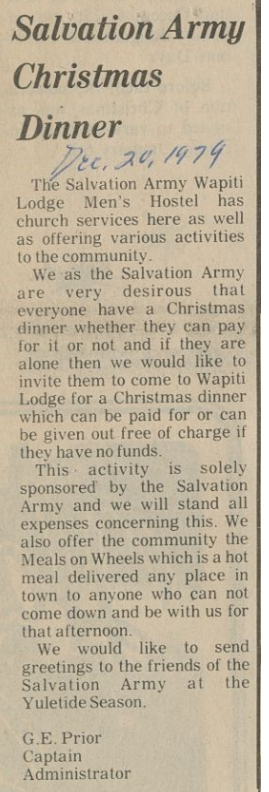 Salvation Army
Christmas
Dinner
Dec. 20, 1979
The Salvation Army Wapiti
Lodge Men's Hostel has
church services here as well
as offering various activities
to the community.
We as the Salvation Army
are very desirous that
everyone have a Christmas
dinner whether they can pay
for it or not and if they are
alone then we would like to
invite them to come to Wapiti
Lodge for a Christmas dinner
which can be paid for or can
be given out free of charge if
they have no funds.
This activity is solely
sponsored by the Salvation
Army and we will stand all
expenses concerning this. We
also offer the community the
Meals on Wheels which is a hot
meal delivered any place in
town to anyone who can not
come down and be with us for
that afternoon.
We would like to send
greetings to the friends of the
Salvation Army at the
Yuletide Season.
G.E. Prior
Captain
Administrator